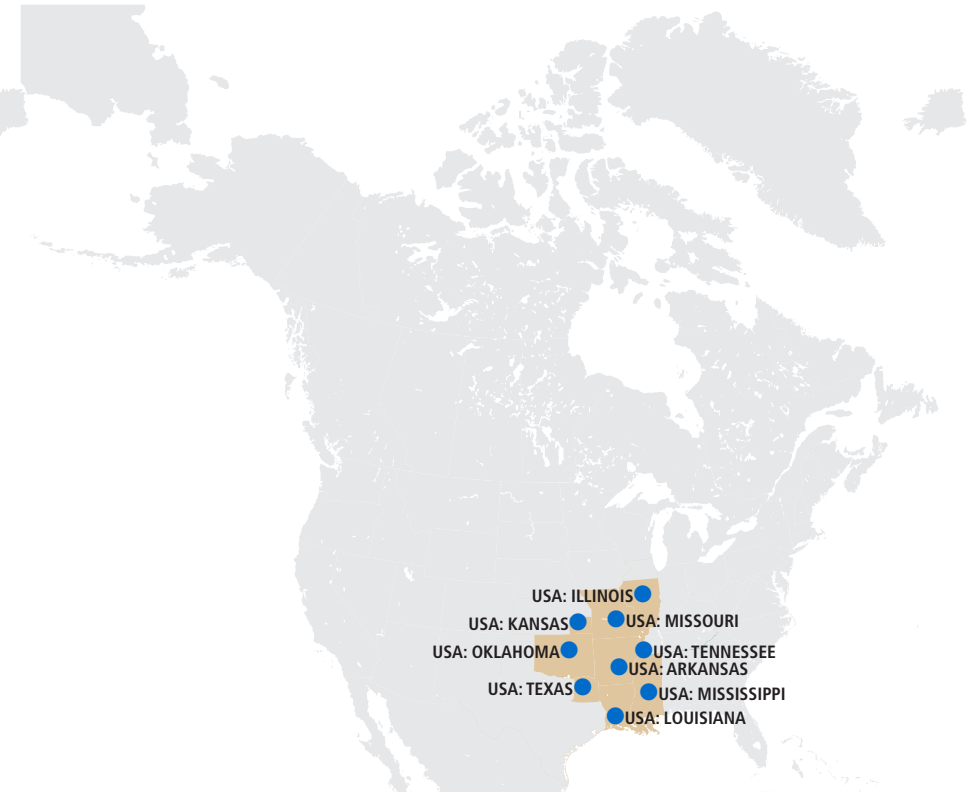 USA: ILLINOIS
USA: MISSOURI
USA: KANSAS
USA: OKLAHOMA
USA: TENNESSEE
USA: ARKANSAS
USA: TEXAS
USA: MISSISSIPPI
USA: LOUISIANA